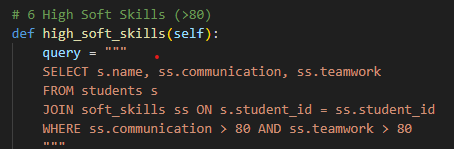 # 6 High Soft Skills (>80)
def high_soft_skills(self):
    query = """
    SELECT s.name, ss.communication, ss.teamwork
    FROM students s
    JOIN soft_skills ss ON s.student_id = ss.student_id
    WHERE ss.communication > 80 AND ss.teamwork > 80
    """